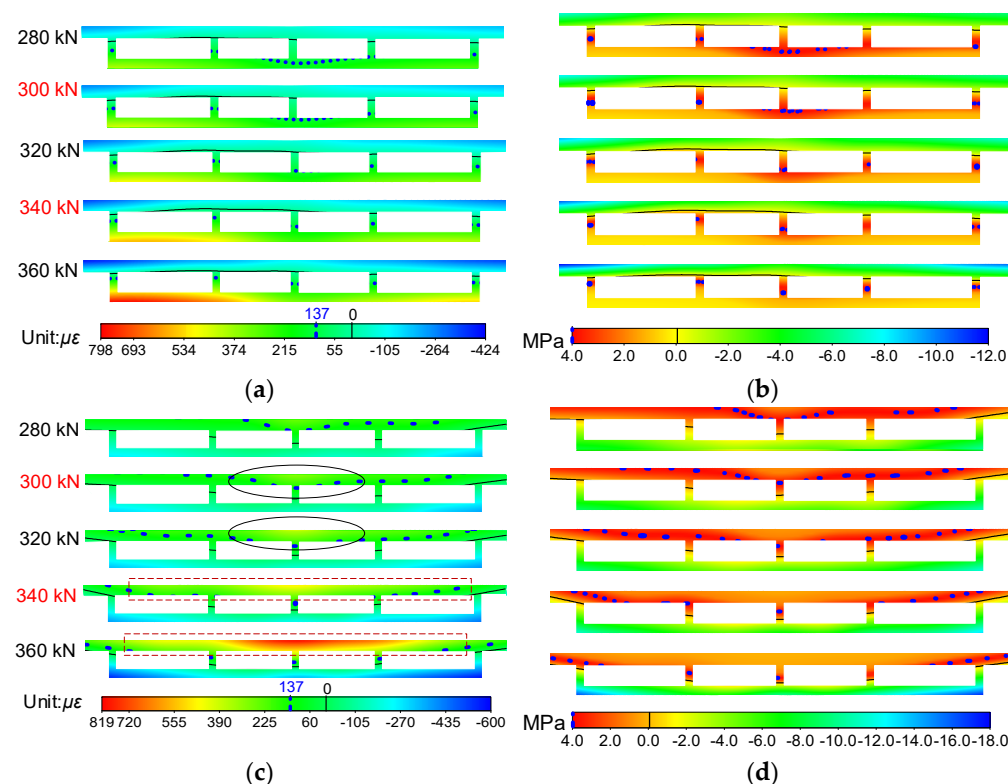 280 kN
300 kN
320 kN
340 kN
360 kN
137 0
Unit:με
798 693 534 374 215 55 -105 -264 -424
(a)
MPa
4.0 2.0 0.0 -2.0 -4.0 -6.0 -8.0 -10.0 -12.0
(b)
280 kN
300 kN
320 kN
340 kN
360 kN
137 0
Unit:με
819 720 555 390 225 60 -105 -270 -435 -600
(c)
MPa
4.0 2.0 0.0 -2.0 -4.0 -6.0 -8.0 -10.0 -12.0 -14.0 -16.0 -18.0
(d)